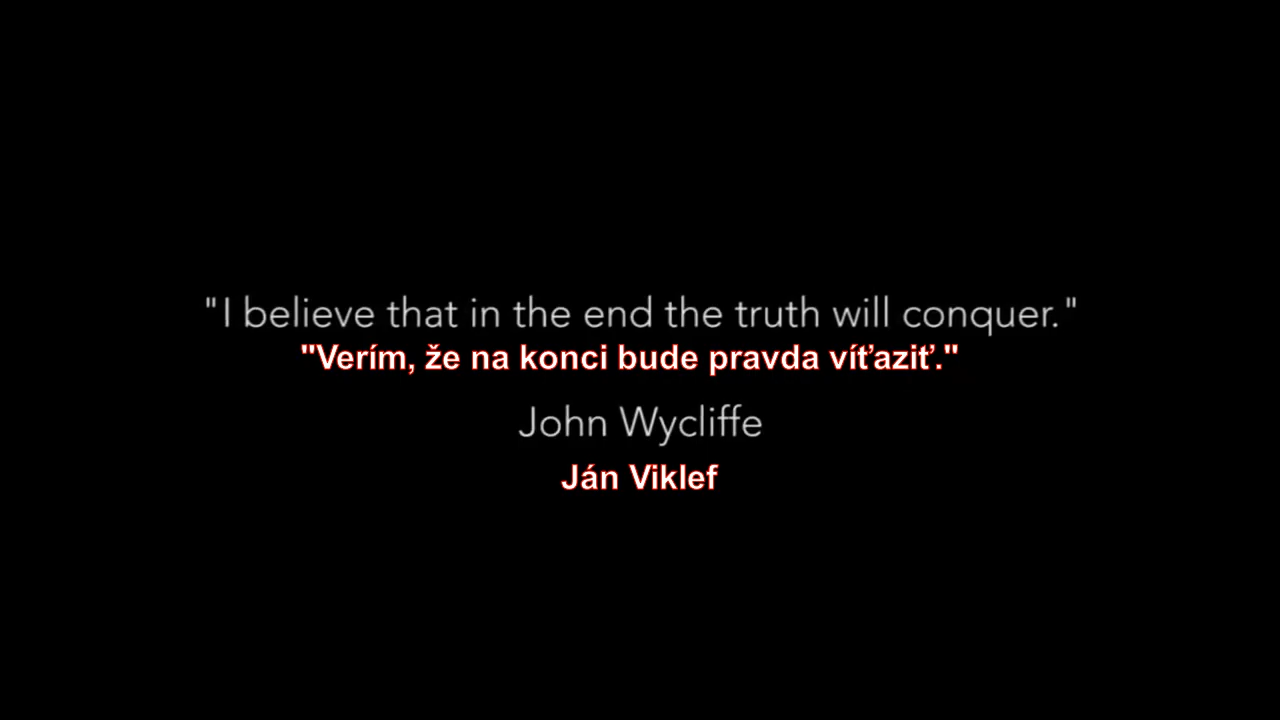 "I believe that in the end the truth will conquer."
"Verím, že na konci bude pravda víťaziť."
John Wycliffe
Ján Viklef